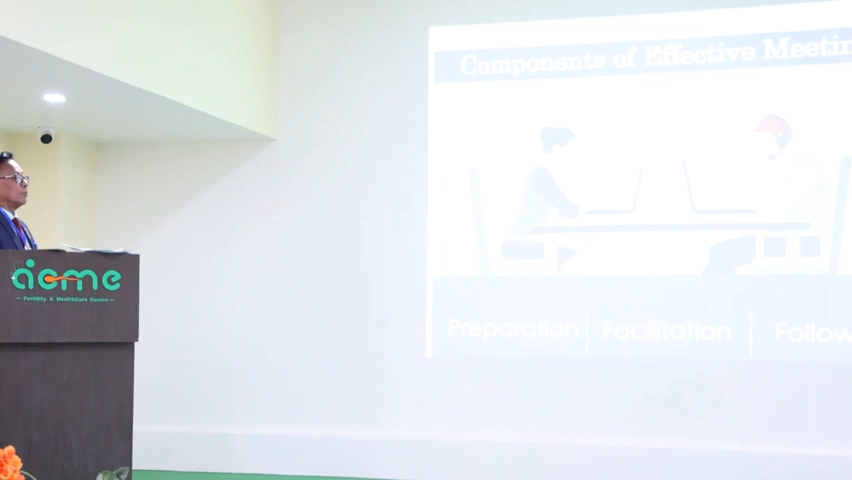 Components of Effective Meetin
acme
— Fertility & HealthCare Centre —
Preparation
Facilitation
Follow